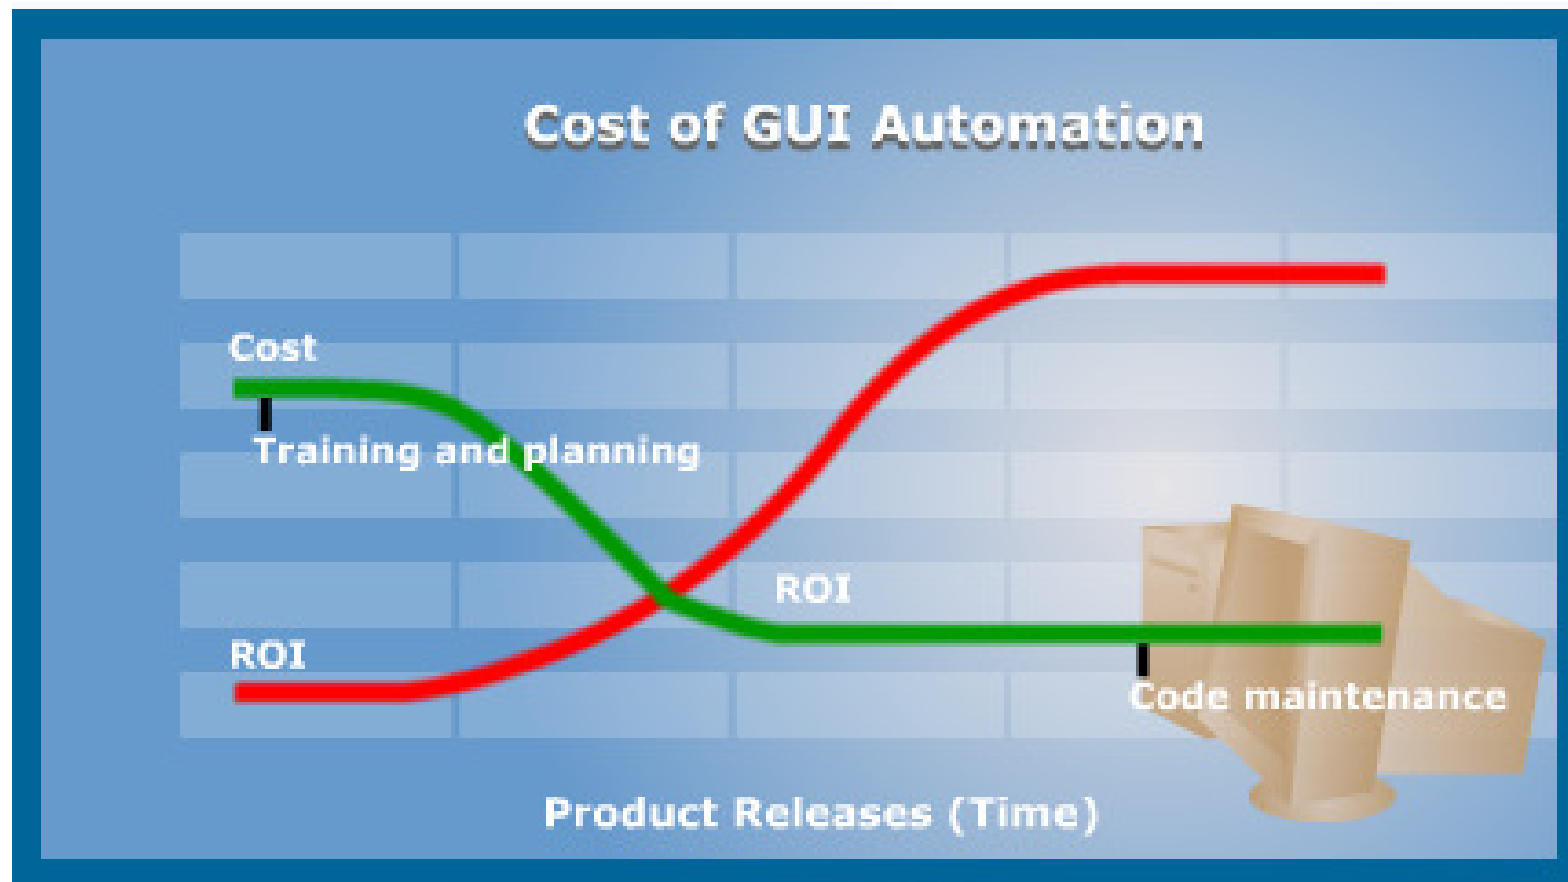 Cost of GUI Automation
Cost
Training and planning
ROI
ROI
Code maintenance
Product Releases (Time)